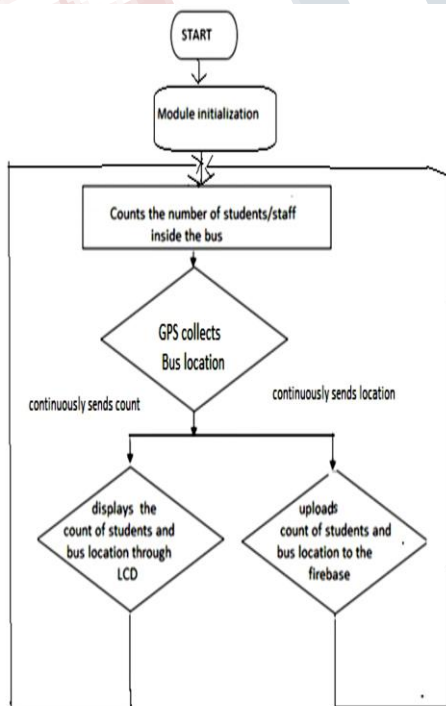 START
Module initialization
Counts the number of students/staff
inside the bus
GPS collects
Bus location
continuously sends count
continuously sends location
displays the
count of students and
bus location through
LCD
uploads
count of students and
bus location to the
firebase